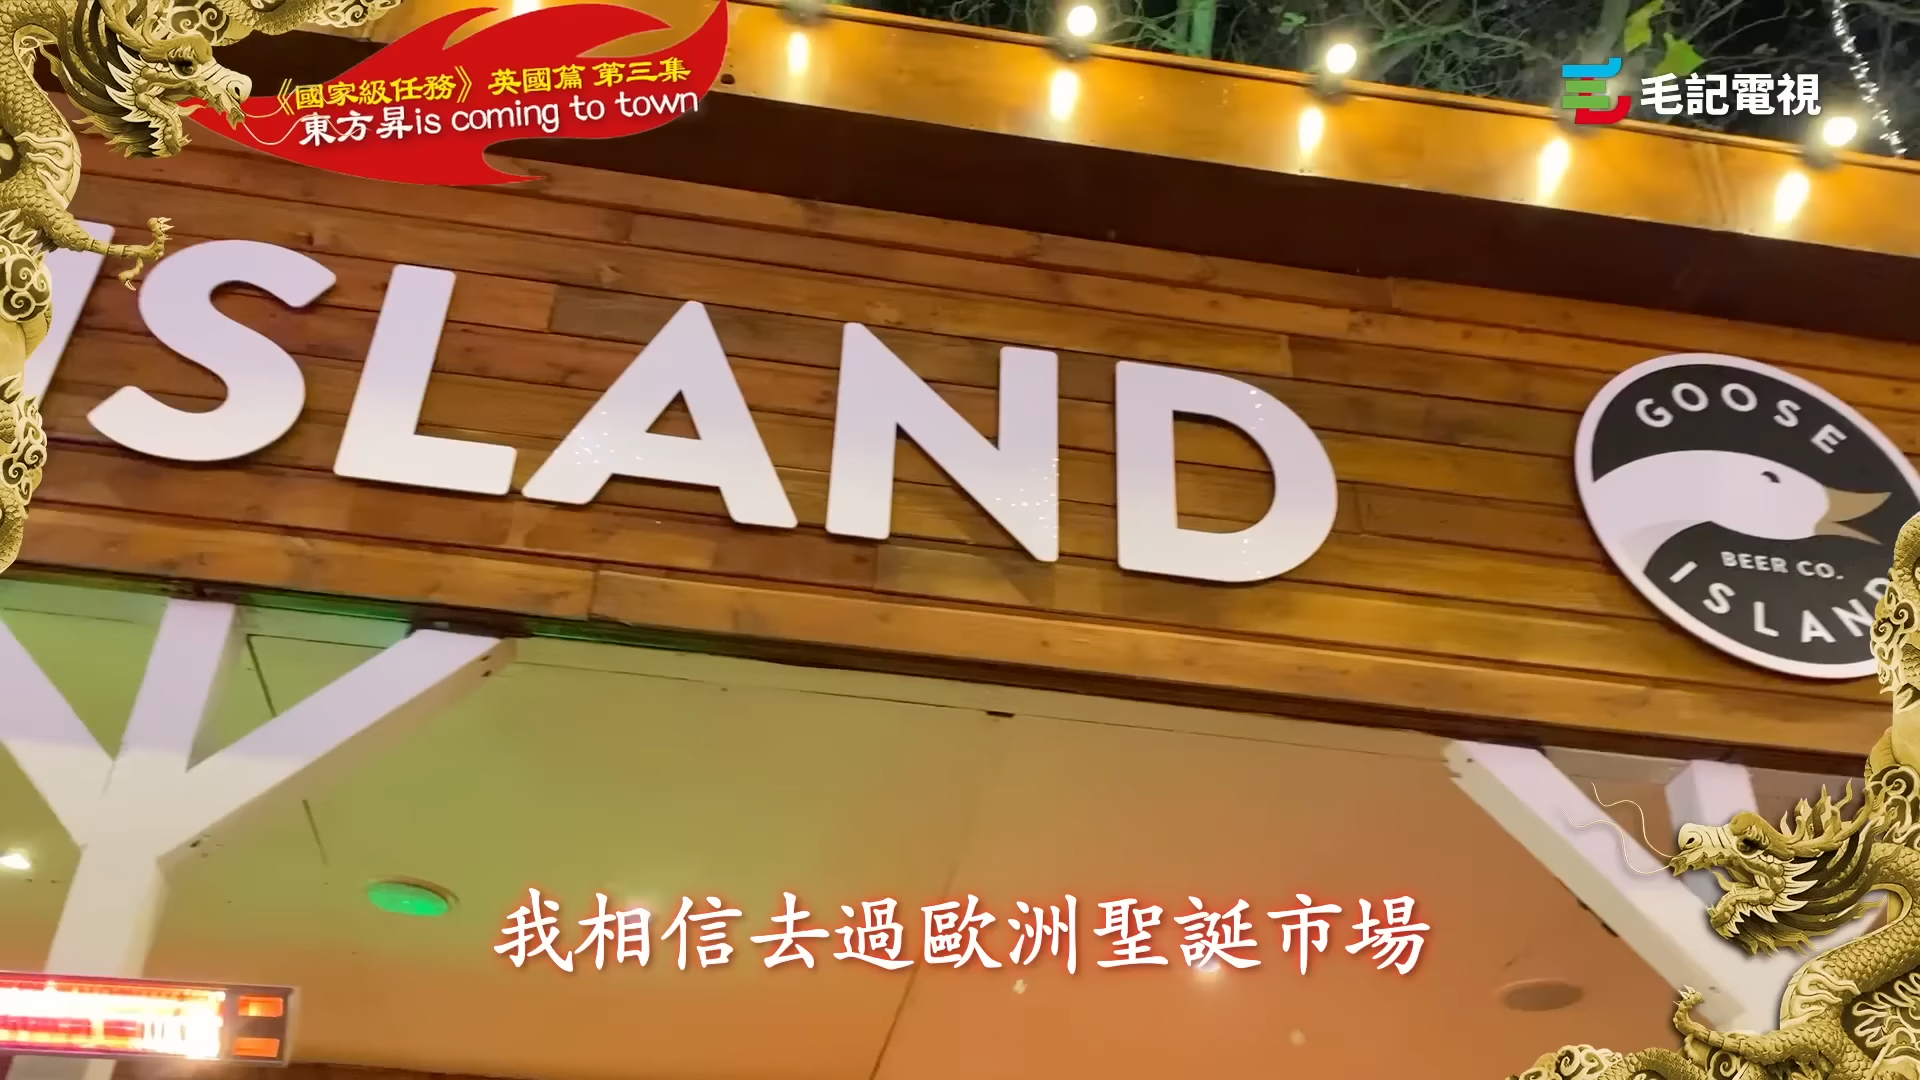 《國家級任務》英國篇 第三集
東方昇is coming to town
毛記電視
ISLAND
GOOSE
BEER CO.
ISLAND
我相信去過歐洲聖誕市場